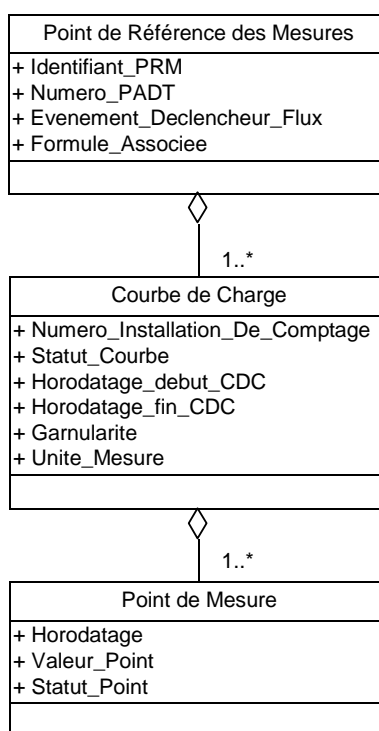 Point de Référence des Mesures
+ Identifiant_PRM
+ Numero_PADT
+ Evenement_Declencheur_Flux
+ Formule_Associee
1..*
Courbe de Charge
+ Numero_Installation_De_Comptage
+ Statut_Courbe
+ Horodatage_debut_CDC
+ Horodatage_fin_CDC
+ Garnularite
+ Unite_Mesure
1..*
Point de Mesure
+ Horodatage
+ Valeur_Point
+ Statut_Point